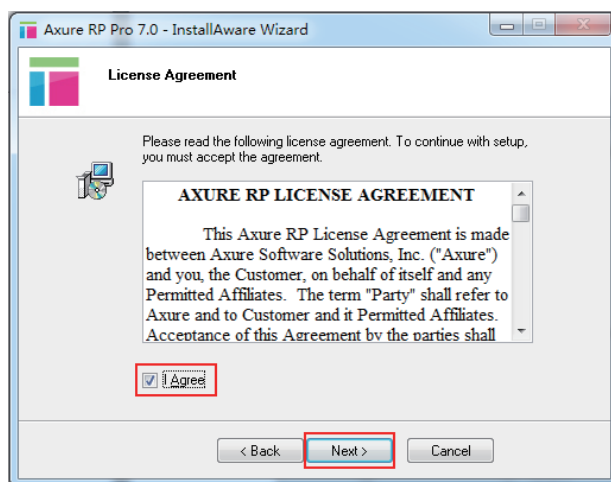 Axure RP Pro 7.0 - InstallAware Wizard
License Agreement
Please read the following license agreement. To continue with setup,
you must accept the agreement.
AXURE RP LICENSE AGREEMENT
This Axure RP License Agreement is made
between Axure Software Solutions, Inc. ("Axure")
and you, the Customer, on behalf of itself and any
Permitted Affiliates. The term "Party" shall refer to
Axure and to Customer and it Permitted Affiliates.
Acceptance of this Agreement by the parties shall
I Agree
< Back
Next >
Cancel